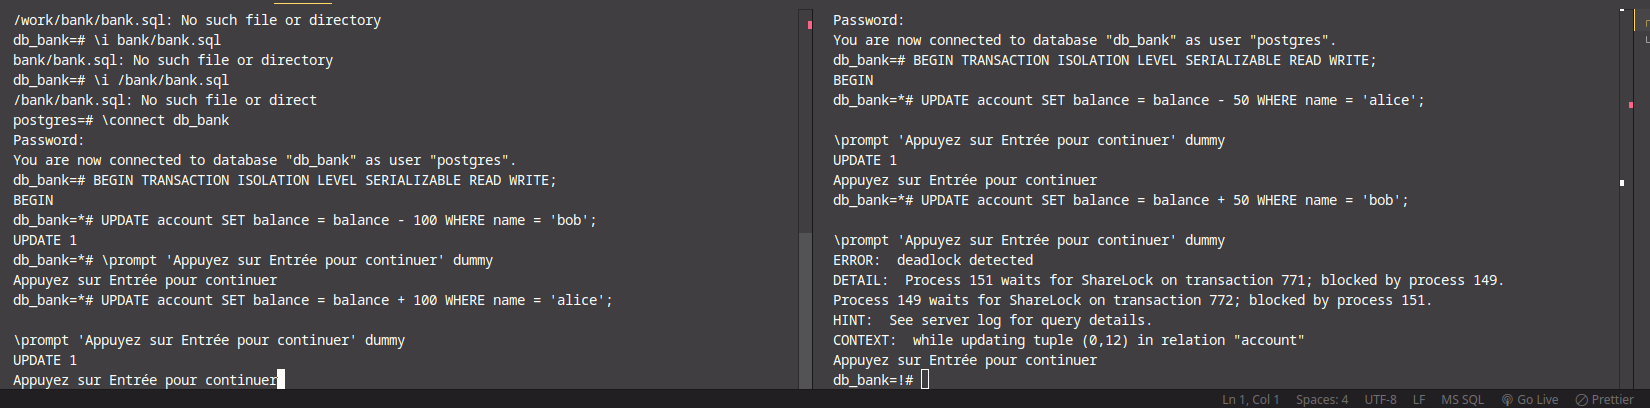 /work/bank/bank.sql: No such file or directory
db_bank=# \i bank/bank.sql
bank/bank.sql: No such file or directory
db_bank=# \i /bank/bank.sql
/bank/bank.sql: No such file or direct
postgres=# \connect db_bank
Password:
You are now connected to database "db_bank" as user "postgres".
db_bank=# BEGIN TRANSACTION ISOLATION LEVEL SERIALIZABLE READ WRITE;
BEGIN
db_bank=*# UPDATE account SET balance = balance - 100 WHERE name = 'bob';
UPDATE 1
db_bank=*# \prompt 'Appuyez sur Entrée pour continuer' dummy
Appuyez sur Entrée pour continuer
db_bank=*# UPDATE account SET balance = balance + 100 WHERE name = 'alice';
\prompt 'Appuyez sur Entrée pour continuer' dummy
UPDATE 1
Appuyez sur Entrée pour continuer
Password:
You are now connected to database "db_bank" as user "postgres".
db_bank=# BEGIN TRANSACTION ISOLATION LEVEL SERIALIZABLE READ WRITE;
BEGIN
db_bank=*# UPDATE account SET balance = balance - 50 WHERE name = 'alice';
\prompt 'Appuyez sur Entrée pour continuer' dummy
UPDATE 1
Appuyez sur Entrée pour continuer
db_bank=*# UPDATE account SET balance = balance + 50 WHERE name = 'bob';
\prompt 'Appuyez sur Entrée pour continuer' dummy
ERROR:  deadlock detected
DETAIL:  Process 151 waits for ShareLock on transaction 771; blocked by process 149.
Process 149 waits for ShareLock on transaction 772; blocked by process 151.
HINT:  See server log for query details.
CONTEXT:  while updating tuple (0,12) in relation "account"
Appuyez sur Entrée pour continuer
db_bank=!#
Ln 1, Col 1 Spaces: 4 UTF-8 LF MS SQL Go Live Prettier